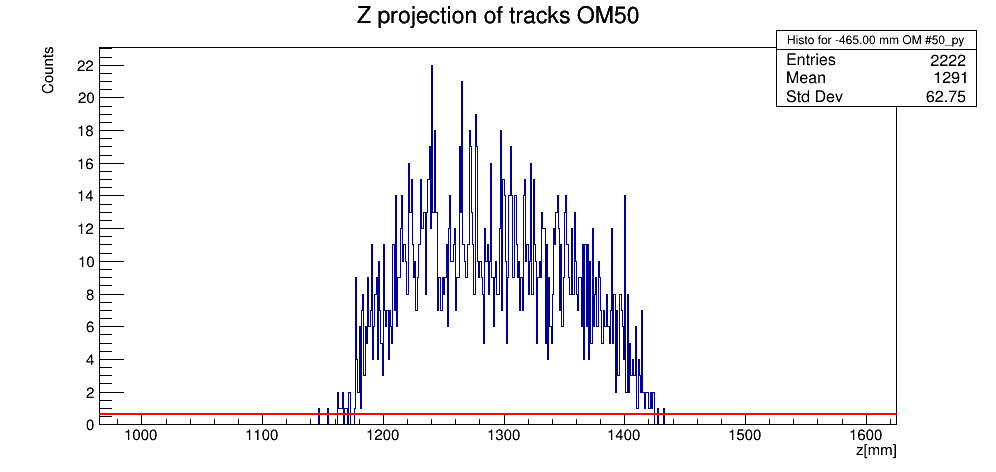 Z projection of tracks OM50
Histo for -465.00 mm OM #50_py
Entries 2222
Mean 1291
Std Dev 62.75
Counts
22
20
18
16
14
12
10
8
6
4
2
0
1000 1100 1200 1300 1400 1500 1600
z[mm]